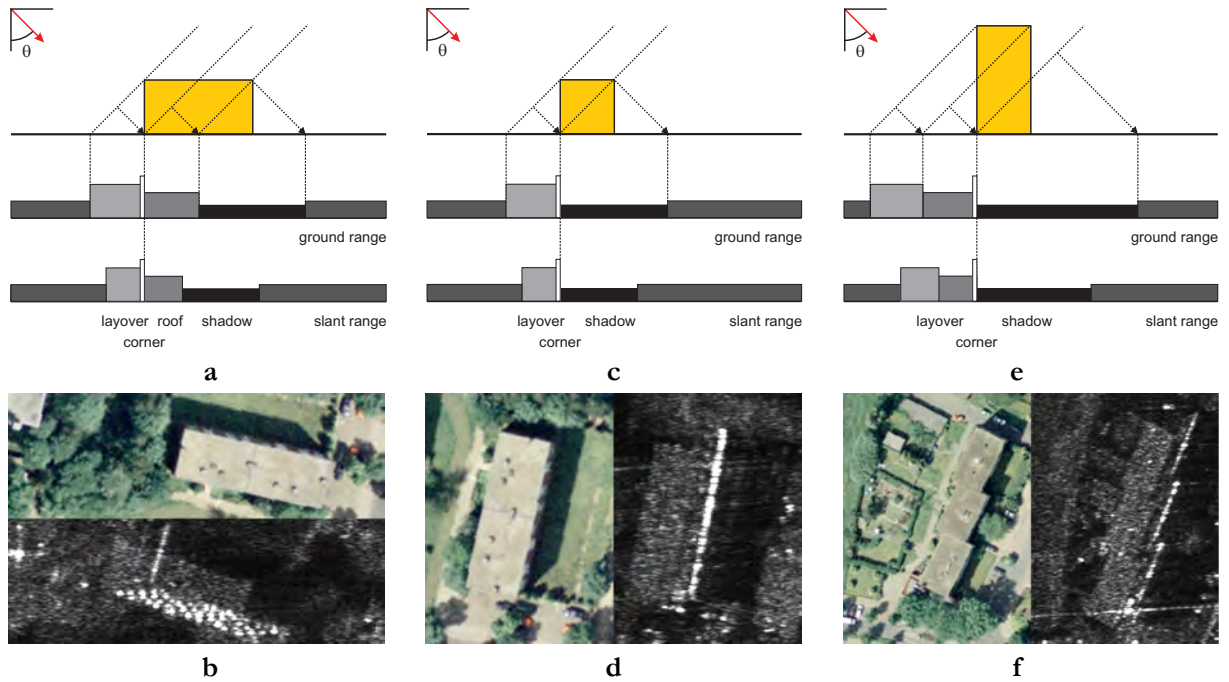 θ
ground range
slant range
layover roof shadow
corner
a
b
θ
ground range
slant range
layover shadow
corner
c
d
θ
ground range
slant range
layover shadow
corner
e
f